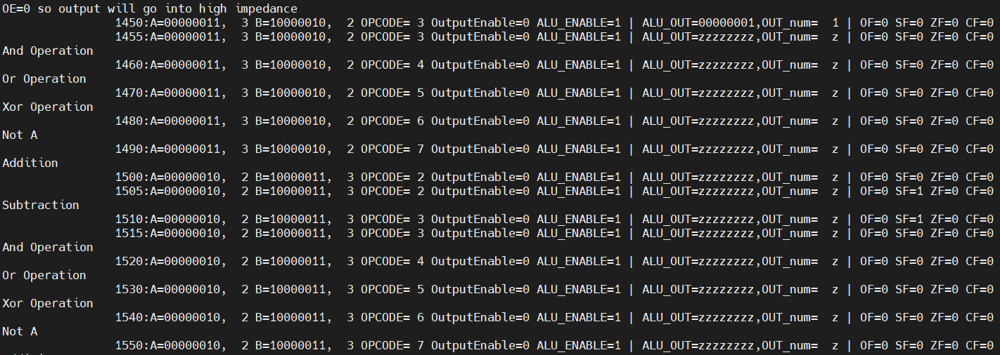 OE=0 so output will go into high impedance
                1450:A=00000011,  3 B=10000010,  2 OPCODE= 3 OutputEnable=0 ALU_ENABLE=1 | ALU_OUT=00000001,OUT_num=  1 | OF=0 SF=0 ZF=0 CF=0
                1455:A=00000011,  3 B=10000010,  2 OPCODE= 3 OutputEnable=0 ALU_ENABLE=1 | ALU_OUT=zzzzzzzz,OUT_num=  z | OF=0 SF=0 ZF=0 CF=0
And Operation
                1460:A=00000011,  3 B=10000010,  2 OPCODE= 4 OutputEnable=0 ALU_ENABLE=1 | ALU_OUT=zzzzzzzz,OUT_num=  z | OF=0 SF=0 ZF=0 CF=0
Or Operation
                1470:A=00000011,  3 B=10000010,  2 OPCODE= 5 OutputEnable=0 ALU_ENABLE=1 | ALU_OUT=zzzzzzzz,OUT_num=  z | OF=0 SF=0 ZF=0 CF=0
Xor Operation
                1480:A=00000011,  3 B=10000010,  2 OPCODE= 6 OutputEnable=0 ALU_ENABLE=1 | ALU_OUT=zzzzzzzz,OUT_num=  z | OF=0 SF=0 ZF=0 CF=0
Not A
                1490:A=00000011,  3 B=10000010,  2 OPCODE= 7 OutputEnable=0 ALU_ENABLE=1 | ALU_OUT=zzzzzzzz,OUT_num=  z | OF=0 SF=0 ZF=0 CF=0
Addition
                1500:A=00000010,  2 B=10000011,  3 OPCODE= 2 OutputEnable=0 ALU_ENABLE=1 | ALU_OUT=zzzzzzzz,OUT_num=  z | OF=0 SF=0 ZF=0 CF=0
                1505:A=00000010,  2 B=10000011,  3 OPCODE= 2 OutputEnable=0 ALU_ENABLE=1 | ALU_OUT=zzzzzzzz,OUT_num=  z | OF=0 SF=1 ZF=0 CF=0
Subtraction
                1510:A=00000010,  2 B=10000011,  3 OPCODE= 3 OutputEnable=0 ALU_ENABLE=1 | ALU_OUT=zzzzzzzz,OUT_num=  z | OF=0 SF=1 ZF=0 CF=0
                1515:A=00000010,  2 B=10000011,  3 OPCODE= 3 OutputEnable=0 ALU_ENABLE=1 | ALU_OUT=zzzzzzzz,OUT_num=  z | OF=0 SF=0 ZF=0 CF=0
And Operation
                1520:A=00000010,  2 B=10000011,  3 OPCODE= 4 OutputEnable=0 ALU_ENABLE=1 | ALU_OUT=zzzzzzzz,OUT_num=  z | OF=0 SF=0 ZF=0 CF=0
Or Operation
                1530:A=00000010,  2 B=10000011,  3 OPCODE= 5 OutputEnable=0 ALU_ENABLE=1 | ALU_OUT=zzzzzzzz,OUT_num=  z | OF=0 SF=0 ZF=0 CF=0
Xor Operation
                1540:A=00000010,  2 B=10000011,  3 OPCODE= 6 OutputEnable=0 ALU_ENABLE=1 | ALU_OUT=zzzzzzzz,OUT_num=  z | OF=0 SF=0 ZF=0 CF=0
Not A
                1550:A=00000010,  2 B=10000011,  3 OPCODE= 7 OutputEnable=0 ALU_ENABLE=1 | ALU_OUT=zzzzzzzz,OUT_num=  z | OF=0 SF=0 ZF=0 CF=0